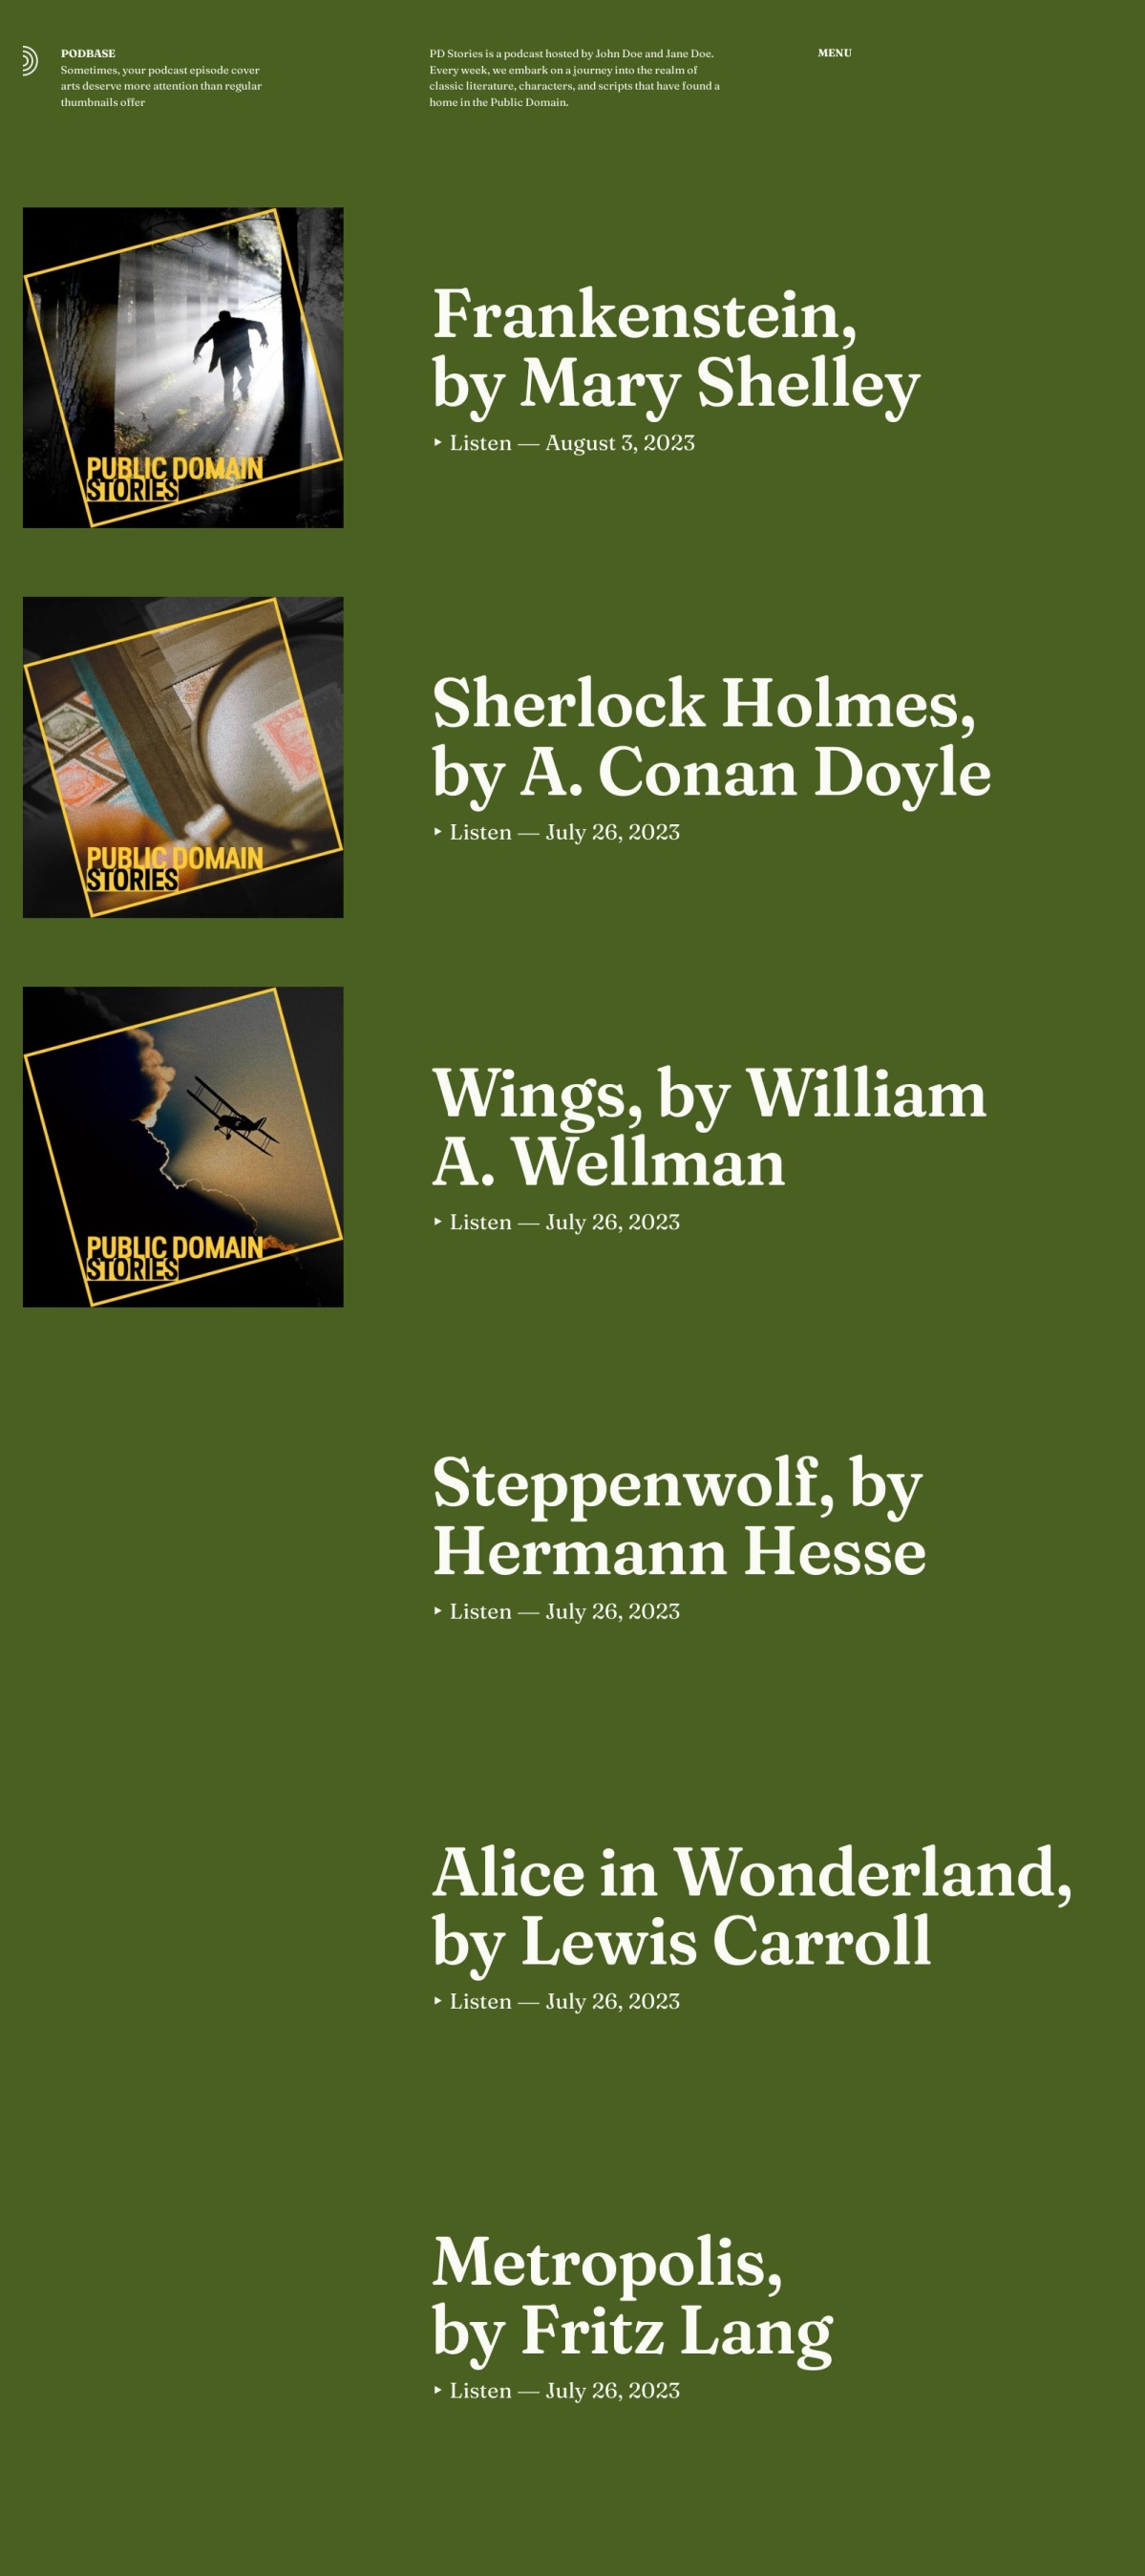 PODBASE
Sometimes, your podcast episode cover
arts deserve more attention than regular
thumbnails offer
PD Stories is a podcast hosted by John Doe and Jane Doe.
Every week, we embark on a journey into the realm of
classic literature, characters, and scripts that have found a
home in the Public Domain.
MENU
PUBLIC DOMAIN
STORIES
Frankenstein,
by Mary Shelley
‣ Listen — August 3, 2023
PUBLIC DOMAIN
STORIES
Sherlock Holmes,
by A. Conan Doyle
‣ Listen — July 26, 2023
PUBLIC DOMAIN
STORIES
Wings, by William
A. Wellman
‣ Listen — July 26, 2023
Steppenwolf, by
Hermann Hesse
‣ Listen — July 26, 2023
Alice in Wonderland,
by Lewis Carroll
‣ Listen — July 26, 2023
Metropolis,
by Fritz Lang
‣ Listen — July 26, 2023